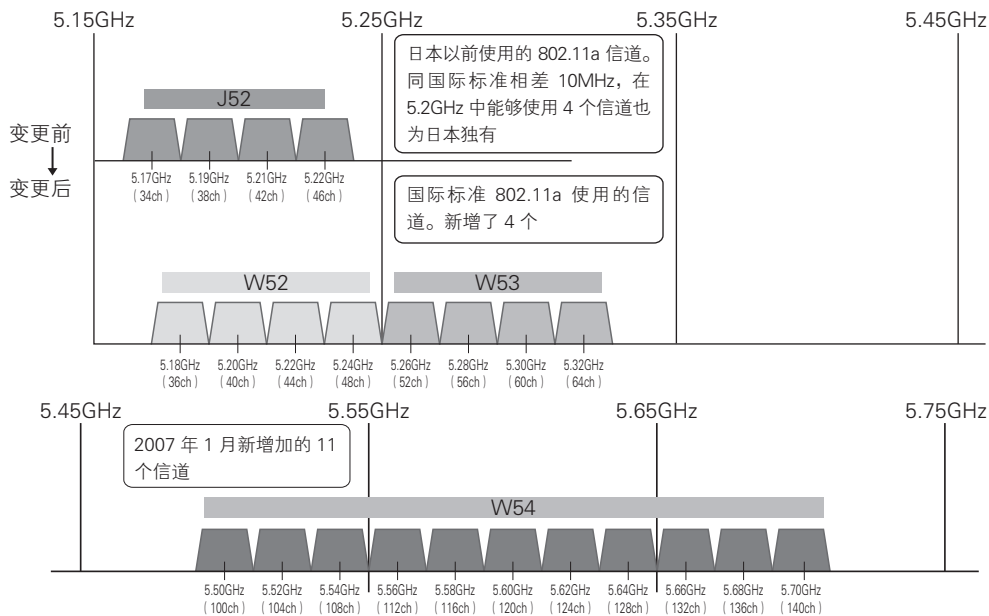 5.15GHz 5.25GHz 5.35GHz 5.45GHz
日本以前使用的 802.11a 信道。
同国际标准相差 10MHz，在
5.2GHz 中能够使用 4 个信道也
为日本独有
J52
变更前
变更后
5.17GHz 5.19GHz 5.21GHz 5.22GHz
（34ch） （38ch） （42ch） （46ch）
国际标准 802.11a 使用的信
道。新增了 4 个
W52 W53
5.18GHz 5.20GHz 5.22GHz 5.24GHz 5.26GHz 5.28GHz 5.30GHz 5.32GHz
（36ch） （40ch） （44ch） （48ch） （52ch） （56ch） （60ch） （64ch）
5.45GHz 5.55GHz 5.65GHz 5.75GHz
2007 年 1 月新增加的 11
个信道
W54
5.50GHz 5.52GHz 5.54GHz 5.56GHz 5.58GHz 5.60GHz 5.62GHz 5.64GHz 5.66GHz 5.68GHz 5.70GHz
（100ch） （104ch） （108ch） （112ch） （116ch） （120ch） （124ch） （128ch） （132ch） （136ch） （140ch）